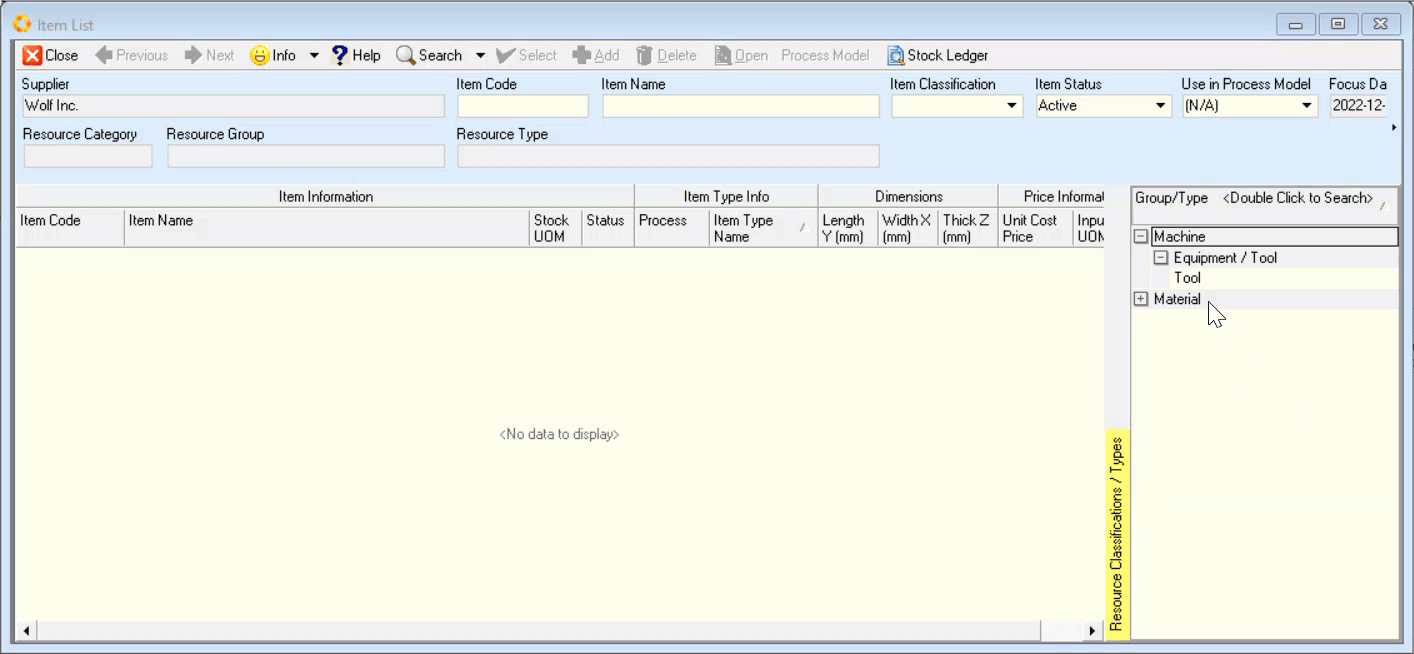 Item List
Close Previous Next Info Help Search Select Add Delete Open Process Model Stock Ledger
Supplier Item Code Item Name Item Classification Item Status Use in Process Model Focus Da
Wolf Inc. Active (N/A) 2022-12-
Resource Category Resource Group Resource Type
Item Information Item Type Info Dimensions Price Informat
Item Code Item Name Stock UOM Status Process Item Type Name Length Y (mm) Width X (mm) Thick Z (mm) Unit Cost Price Inpu UOM
<No data to display>
Resource Classifications / Types
Group/Type <Double Click to Search>
Machine
Equipment / Tool
Tool
Material